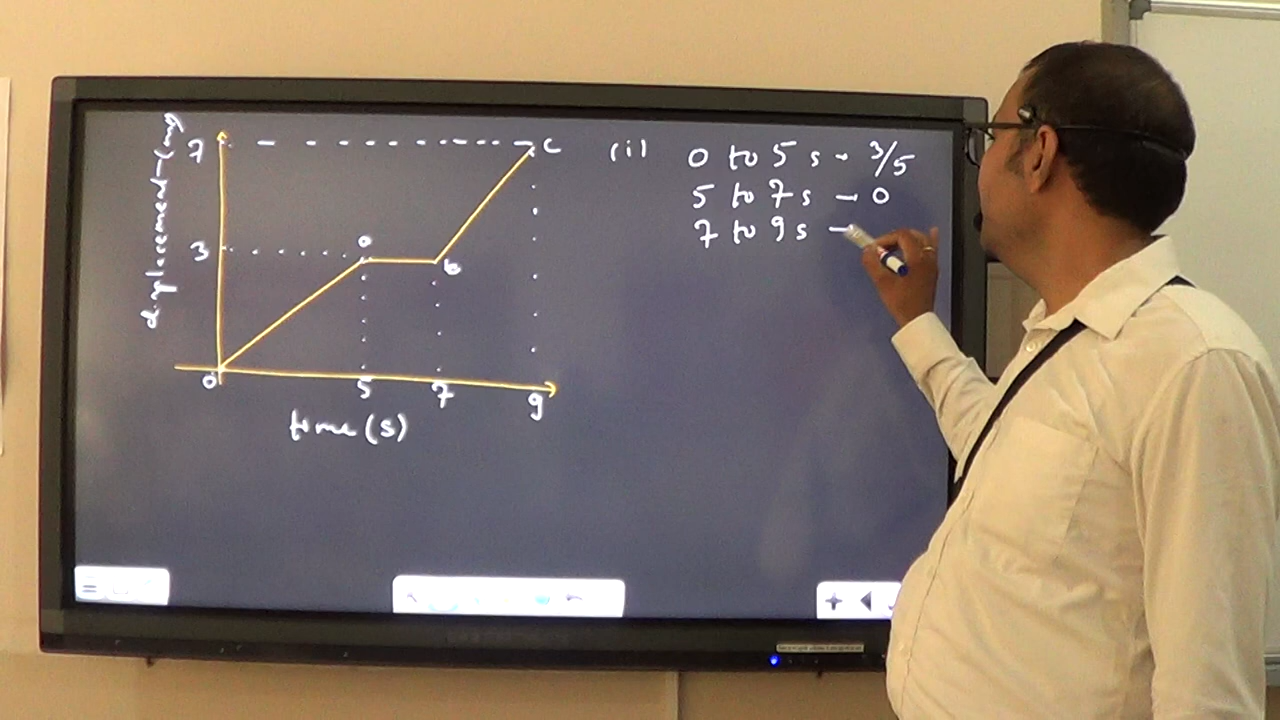 displacement-(m)
7
c
3
a
b
0
5
7
9
time(s)
(i)
0 to 5 s - 3/5
5 to 7 s - 0
7 to 9 s -